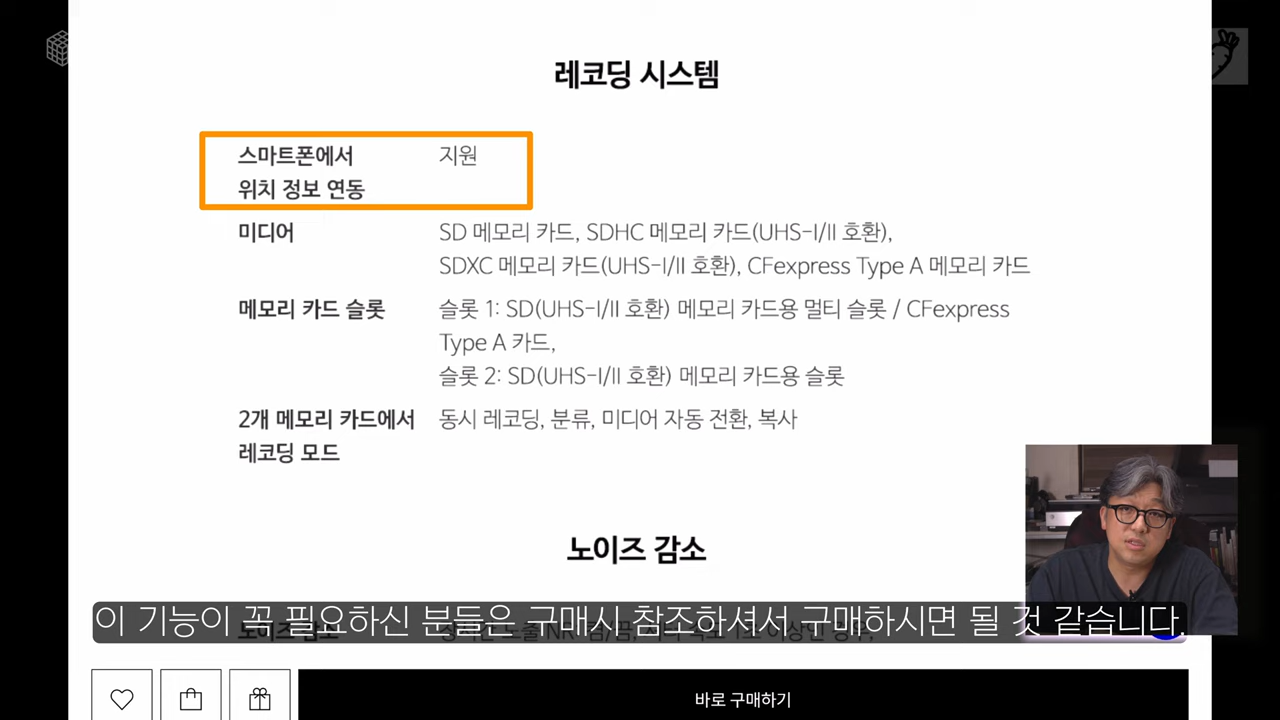 레코딩 시스템
스마트폰에서 지원
위치 정보 연동
미디어 SD 메모리 카드, SDHC 메모리 카드(UHS-I/II 호환),
SDXC 메모리 카드(UHS-I/II 호환), CFexpress Type A 메모리 카드
메모리 카드 슬롯 슬롯 1: SD(UHS-I/II 호환) 메모리 카드용 멀티 슬롯 / CFexpress
Type A 카드,
슬롯 2: SD(UHS-I/II 호환) 메모리 카드용 슬롯
2개 메모리 카드에서 동시 레코딩, 분류, 미디어 자동 전환, 복사
레코딩 모드
노이즈 감소
이 기능이 꼭 필요하신 분들은 구매시 참조하셔서 구매하시면 될 것 같습니다.
바로 구매하기